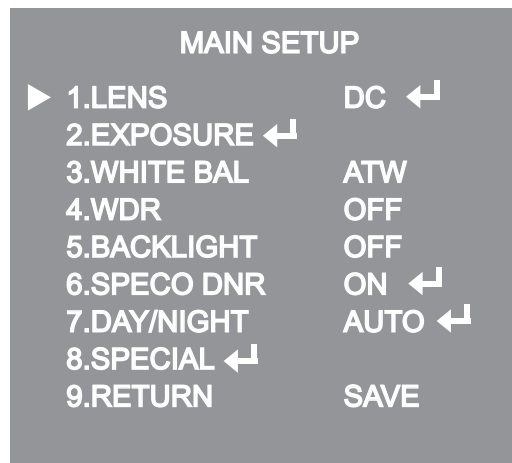 MAIN SETUP
1.LENS DC ↵
2.EXPOSURE ↵
3.WHITE BAL ATW
4.WDR OFF
5.BACKLIGHT OFF
6.SPECO DNR ON ↵
7.DAY/NIGHT AUTO ↵
8.SPECIAL ↵
9.RETURN SAVE